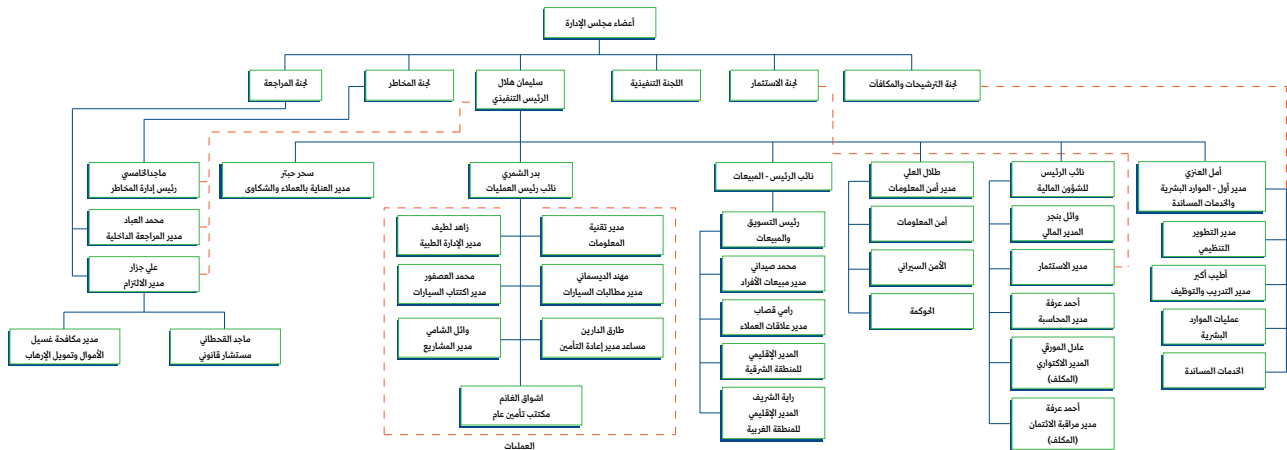 أعضاء مجلس الإدارة
لجنة الترشيحات والمكافات
لجنة الاستثمار
اللجنة التنفيذية
سليمان هلال
الرئيس التنفيذي
لجنة المخاطر
لجنة المراجعة
أمل العنزي
مدير أول - الموارد البشرية
والخدمات المساندة
مدير التطوير
التنظيمي
أطيب أكبر
مدير التدريب والتوظيف
عمليات الموارد
البشرية
الخدمات المساندة
نائب الرئيس
للشؤون المالية
وائل بنجر
المدير المالي
مدير الاستثمار
أحمد عرفة
مدير المحاسبة
عادل المورقي
المدير الاكتواري
(المكلف)
أحمد عرفة
مدير مراقبة الائتمان
(المكلف)
طلال العلي
مدير أمن المعلومات
أمن المعلومات
الأمن السيبراني
الحوكمة
نائب الرئيس - المبيعات
رئيس التسويق
والمبيعات
محمد صيداني
مدير مبيعات الأفراد
رامي قصاب
مدير علاقات العملاء
المدير الإقليمي
للمنطقة الشرقية
راية الشريف
المدير الإقليمي
للمنطقة الغربية
بدر الشمري
نائب رئيس العمليات
مدير تقنية
المعلومات
زاهد لطيف
مدير الإدارة الطبية
مهند الديسماني
مدير مطالبات السيارات
محمد العصفور
مدير اكتتاب السيارات
طارق الدارين
مساعد مدير إعادة التأمين
وائل الشامي
مدير المشاريع
اشواق الغانم
مكتتب تأمين عام
العمليات
سحر حبتر
مدير العناية بالعملاء والشكاوى
ماجدالخامسي
رئيس إدارة المخاطر
محمد العباد
مدير المراجعة الداخلية
علي جزار
مدير الالتزام
ماجد القحطاني
مستشار قانوني
مدير مكافحة غسيل
الأموال وتمويل الإرهاب